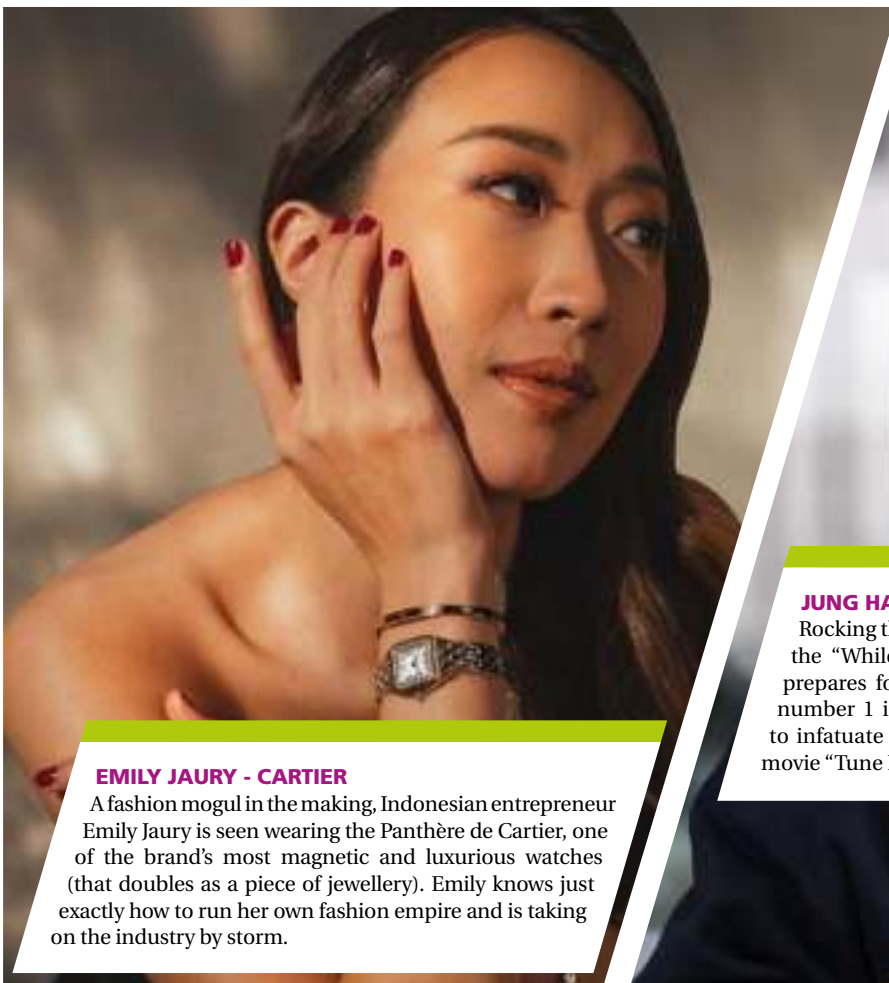 EMILY JAURY - CARTIER
A fashion mogul in the making, Indonesian entrepreneur
Emily Jaury is seen wearing the Panthère de Cartier, one
of the brand’s most magnetic and luxurious watches
(that doubles as a piece of jewellery). Emily knows just
exactly how to run her own fashion empire and is taking
on the industry by storm.
JUNG
Rocking
the “While
prepares
number 1
to infatuate
movie “Tune